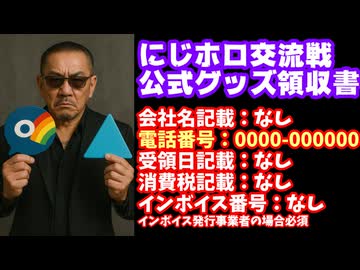 にじホロ交流戦
公式グッズ領収書
会社名記載：なし
電話番号：0000-000000
受領日記載：なし
消費税記載：なし
インボイス番号：なし
インボイス発行事業者の場合必須